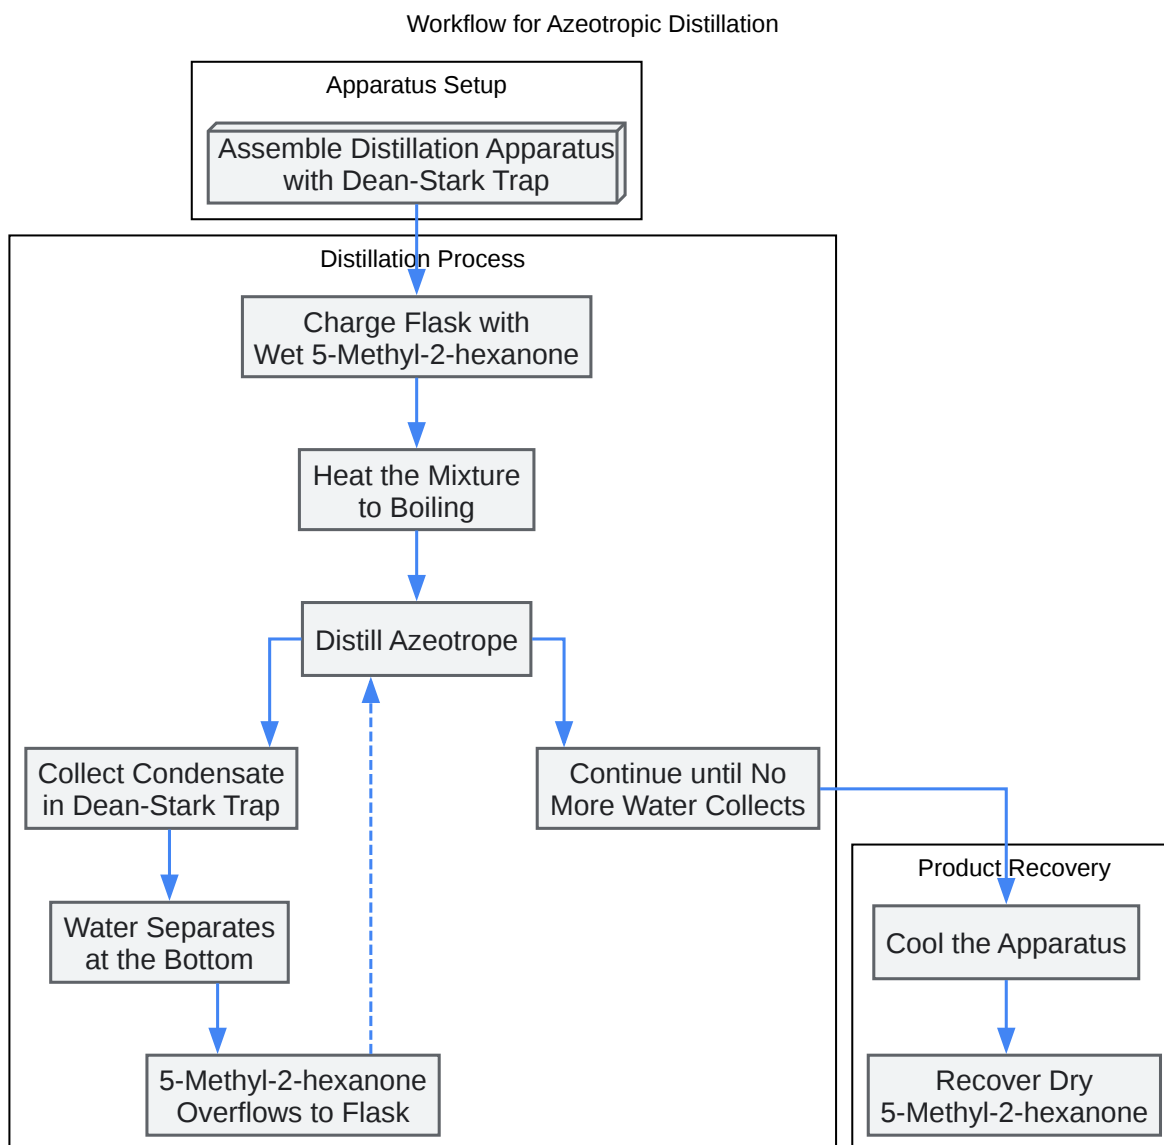 Workflow for Azeotropic Distillation
Apparatus Setup
Assemble Distillation Apparatus
with Dean-Stark Trap
Distillation Process
Charge Flask with
Wet 5-Methyl-2-hexanone
Heat the Mixture
to Boiling
Distill Azeotrope
Collect Condensate
in Dean-Stark Trap
Continue until No
More Water Collects
Water Separates
at the Bottom
5-Methyl-2-hexanone
Overflows to Flask
Product Recovery
Cool the Apparatus
Recover Dry
5-Methyl-2-hexanone